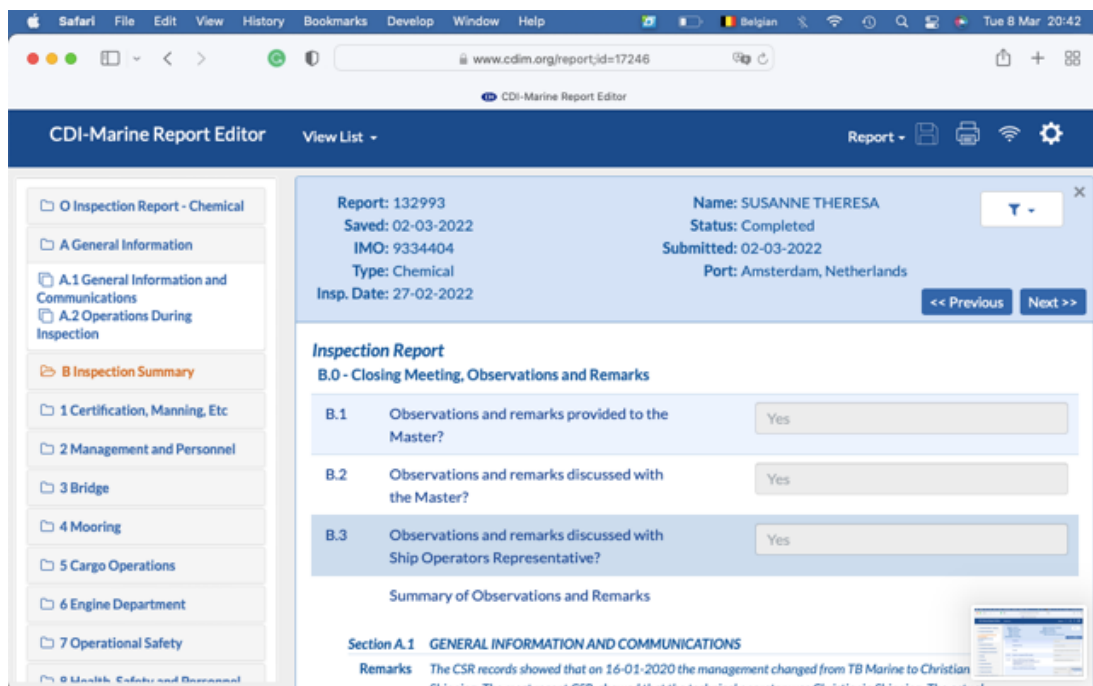 Safari File Edit View History Bookmarks Develop Window Help Belgian Tue 8 Mar 20:42
www.cdim.org/report;id=17246
CDI-Marine Report Editor
CDI-Marine Report Editor View List Report
O Inspection Report - Chemical
A General Information
A.1 General Information and
Communications
A.2 Operations During
Inspection
B Inspection Summary
1 Certification, Manning, Etc
2 Management and Personnel
3 Bridge
4 Mooring
5 Cargo Operations
6 Engine Department
7 Operational Safety
8 Health, Safety and Personnel
Report: 132993
Saved: 02-03-2022
IMO: 9334404
Type: Chemical
Insp. Date: 27-02-2022
Name: SUSANNE THERESA
Status: Completed
Submitted: 02-03-2022
Port: Amsterdam, Netherlands
<< Previous Next >>
Inspection Report
B.0 - Closing Meeting, Observations and Remarks
B.1 Observations and remarks provided to the
Master?
Yes
B.2 Observations and remarks discussed with
the Master?
Yes
B.3 Observations and remarks discussed with
Ship Operators Representative?
Yes
Summary of Observations and Remarks
Section A.1 GENERAL INFORMATION AND COMMUNICATIONS
Remarks The CSR records showed that on 16-01-2020 the management changed from TB Marine to Christian